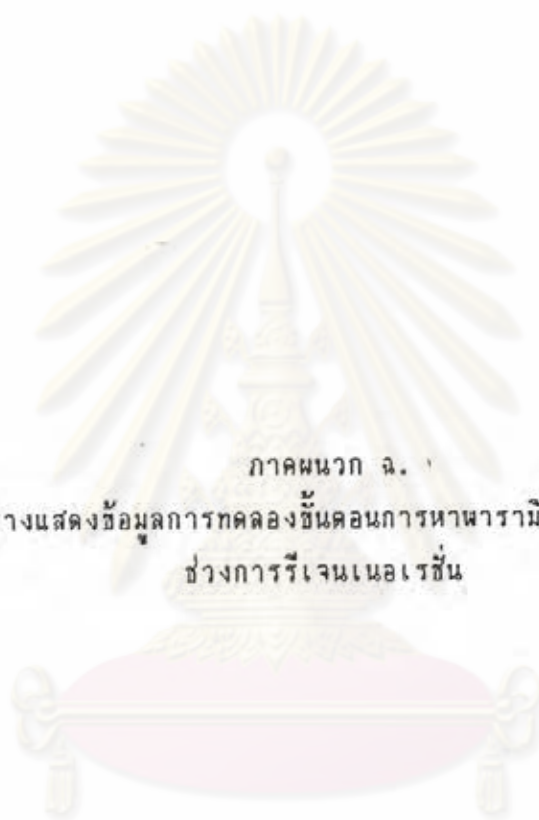 ภาคผนวก ฉ.
างแสดงข้อมูลการทดลองขั้นตอนการหาพารามิ
ช่วงการรีเจนเนอเรชั่น